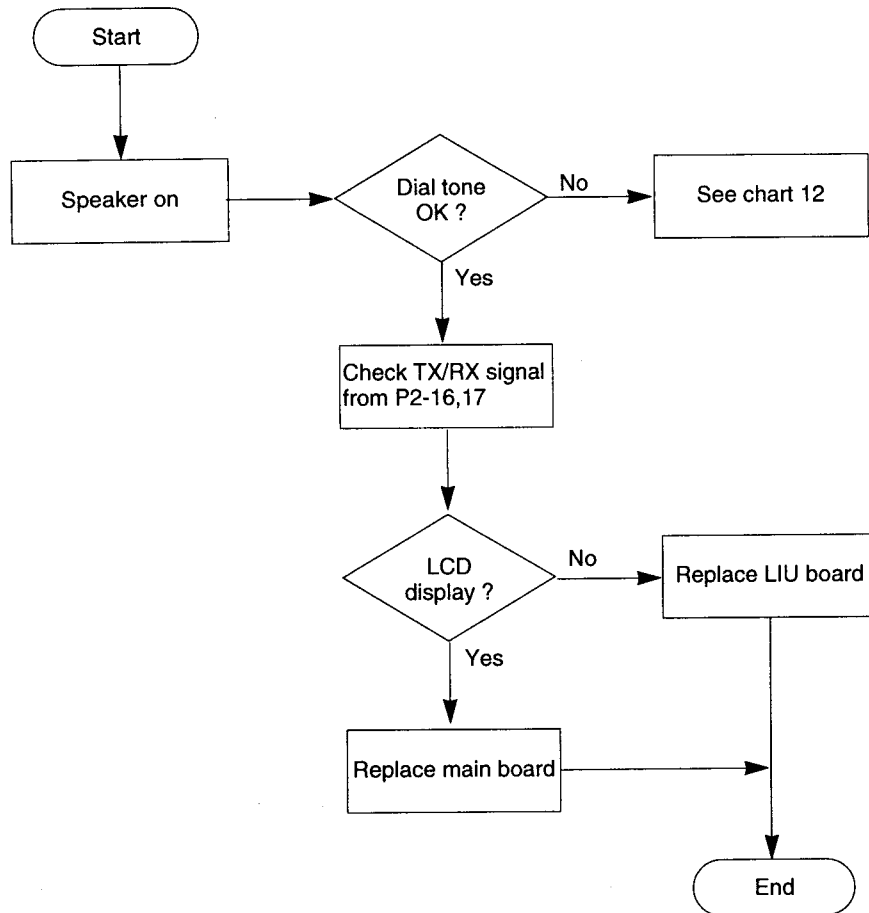 Start
Speaker on
Dial tone
OK ?
No
See chart 12
Yes
Check TX/RX signal
from P2-16,17
LCD
display ?
No
Replace LIU board
Yes
Replace main board
End